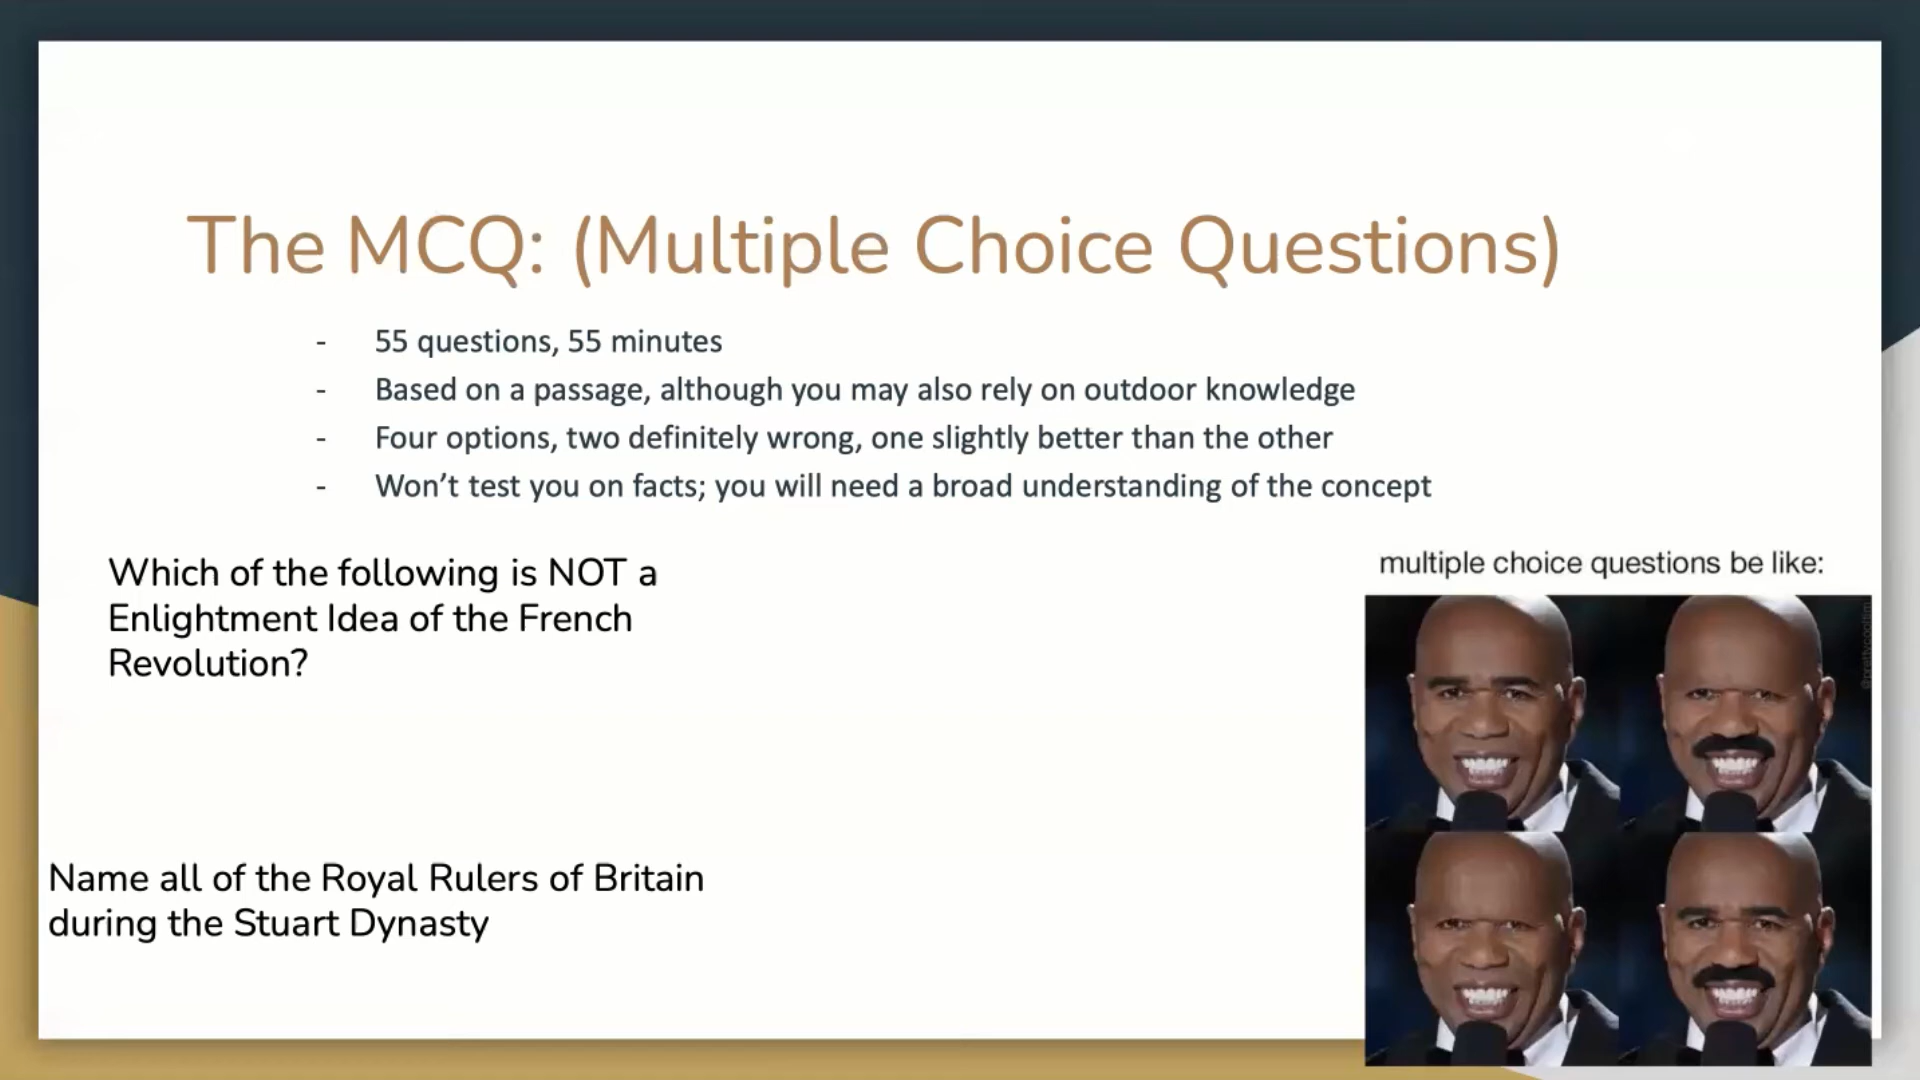 The MCQ: (Multiple Choice Questions)
- 55 questions, 55 minutes
- Based on a passage, although you may also rely on outdoor knowledge
- Four options, two definitely wrong, one slightly better than the other
- Won't test you on facts; you will need a broad understanding of the concept
Which of the following is NOT a
Enlightment Idea of the French
Revolution?
multiple choice questions be like:
Name all of the Royal Rulers of Britain
during the Stuart Dynasty